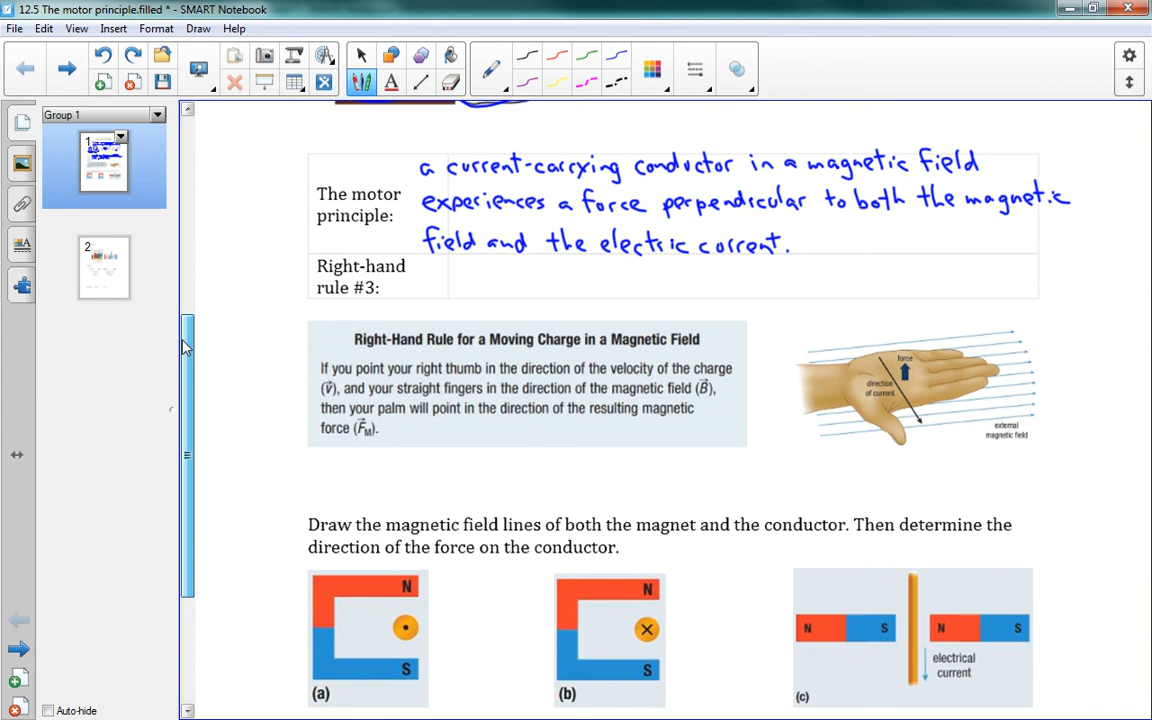 12.5 The motor principle.filled * - SMART Notebook
File Edit View Insert Format Draw Help
Group 1
1
2
a current-carrying conductor in a magnetic field
The motor principle:
experiences a force perpendicular to both the magnetic
field and the electric current.
Right-hand rule #3:
Right-Hand Rule for a Moving Charge in a Magnetic Field
If you point your right thumb in the direction of the velocity of the charge
(v⃗), and your straight fingers in the direction of the magnetic field (B⃗),
then your palm will point in the direction of the resulting magnetic
force (F⃗M).
force
direction
of current
external
magnetic field
Draw the magnetic field lines of both the magnet and the conductor. Then determine the
direction of the force on the conductor.
N
S
(a)
N
S
(b)
N S N S
electrical
current
(c)
Auto-hide